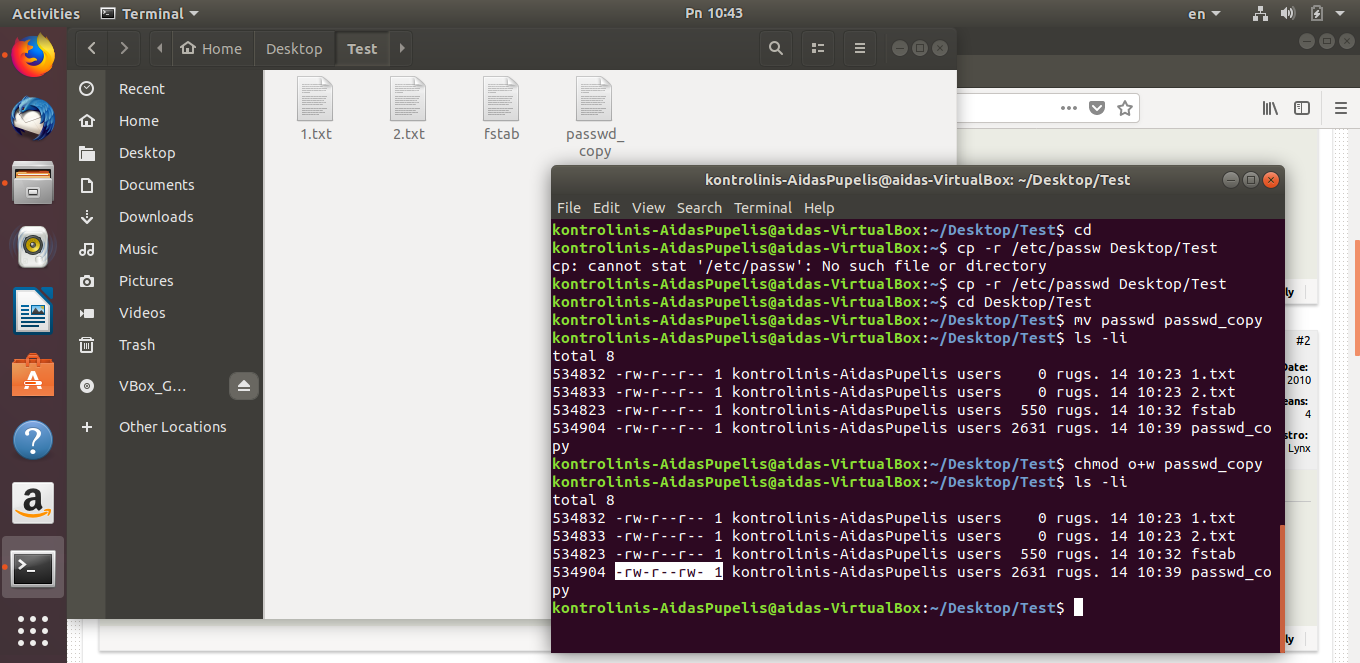 Activities Terminal Pn 10:43 en
Home Desktop Test
Recent
Home
Desktop
Documents
Downloads
Music
Pictures
Videos
Trash
VBox_G...
Other Locations
1.txt 2.txt fstab passwd_
copy
kontrolinis-AidasPupelis@aidas-VirtualBox: ~/Desktop/Test
File Edit View Search Terminal Help
kontrolinis-AidasPupelis@aidas-VirtualBox:~/Desktop/Test$ cd
kontrolinis-AidasPupelis@aidas-VirtualBox:~$ cp -r /etc/passw Desktop/Test
cp: cannot stat '/etc/passw': No such file or directory
kontrolinis-AidasPupelis@aidas-VirtualBox:~$ cp -r /etc/passwd Desktop/Test
kontrolinis-AidasPupelis@aidas-VirtualBox:~$ cd Desktop/Test
kontrolinis-AidasPupelis@aidas-VirtualBox:~/Desktop/Test$ mv passwd passwd_copy
kontrolinis-AidasPupelis@aidas-VirtualBox:~/Desktop/Test$ ls -li
total 8
534832 -rw-r--r-- 1 kontrolinis-AidasPupelis users    0 rugs. 14 10:23 1.txt
534833 -rw-r--r-- 1 kontrolinis-AidasPupelis users    0 rugs. 14 10:23 2.txt
534823 -rw-r--r-- 1 kontrolinis-AidasPupelis users  550 rugs. 14 10:32 fstab
534904 -rw-r--r-- 1 kontrolinis-AidasPupelis users 2631 rugs. 14 10:39 passwd_co
py
kontrolinis-AidasPupelis@aidas-VirtualBox:~/Desktop/Test$ chmod o+w passwd_copy
kontrolinis-AidasPupelis@aidas-VirtualBox:~/Desktop/Test$ ls -li
total 8
534832 -rw-r--r-- 1 kontrolinis-AidasPupelis users    0 rugs. 14 10:23 1.txt
534833 -rw-r--r-- 1 kontrolinis-AidasPupelis users    0 rugs. 14 10:23 2.txt
534823 -rw-r--r-- 1 kontrolinis-AidasPupelis users  550 rugs. 14 10:32 fstab
534904 -rw-r--rw- 1 kontrolinis-AidasPupelis users 2631 rugs. 14 10:39 passwd_co
py
kontrolinis-AidasPupelis@aidas-VirtualBox:~/Desktop/Test$
#2
2010
4
Lynx